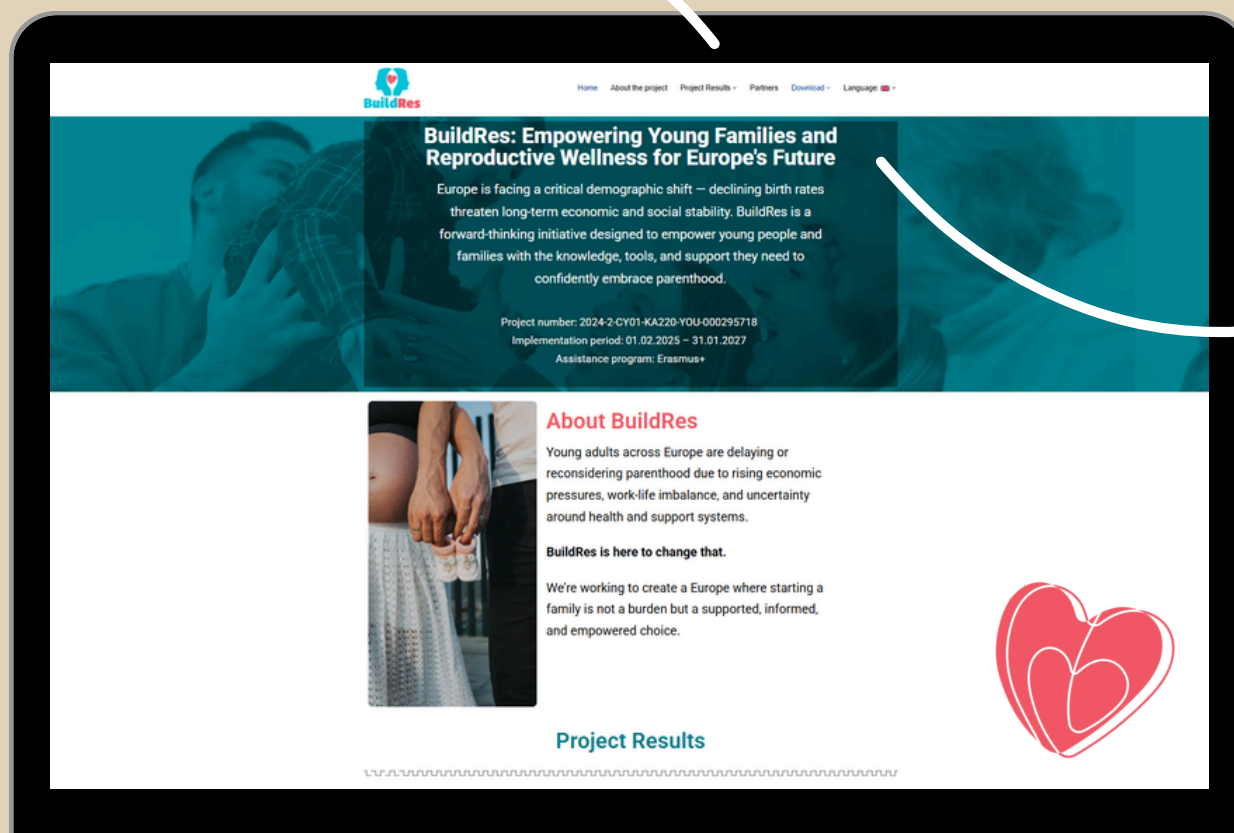 BuildRes
Home About the project Project Results Partners Download Language:
BuildRes: Empowering Young Families and
Reproductive Wellness for Europe's Future
Europe is facing a critical demographic shift — declining birth rates
threaten long-term economic and social stability. BuildRes is a
forward-thinking initiative designed to empower young people and
families with the knowledge, tools, and support they need to
confidently embrace parenthood.
Project number: 2024-2-CY01-KA220-YOU-000295718
Implementation period: 01.02.2025 – 31.01.2027
Assistance program: Erasmus+
About BuildRes
Young adults across Europe are delaying or
reconsidering parenthood due to rising economic
pressures, work-life imbalance, and uncertainty
around health and support systems.
BuildRes is here to change that.
We're working to create a Europe where starting a
family is not a burden but a supported, informed,
and empowered choice.
Project Results